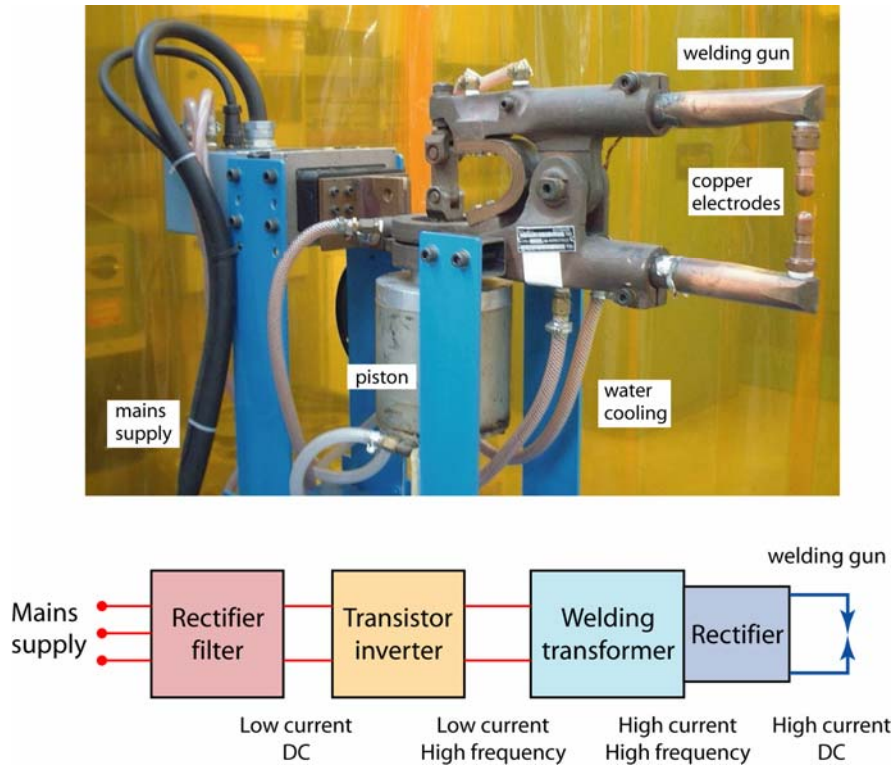 welding gun
copper
electrodes
piston
water
cooling
mains
supply
welding gun
Mains
supply
Rectifier
filter
Transistor
inverter
Welding
transformer
Rectifier
Low current
DC
Low current
High frequency
High current
High frequency
High current
DC